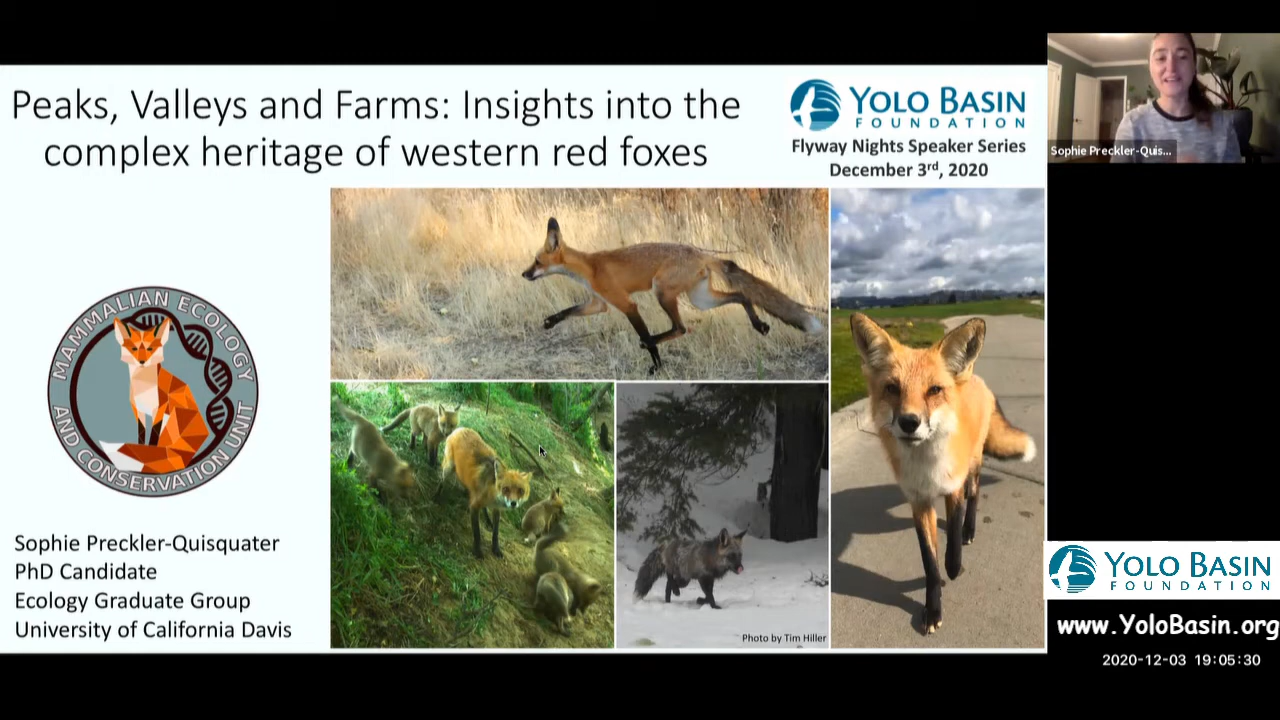 Peaks, Valleys and Farms: Insights into the
complex heritage of western red foxes
YOLO BASIN
FOUNDATION
Flyway Nights Speaker Series
December 3rd, 2020
Sophie Preckler-Quis...
MAMMALIAN ECOLOGY
AND CONSERVATION UNIT
Sophie Preckler-Quisquater
PhD Candidate
Ecology Graduate Group
University of California Davis
Photo by Tim Hiller
YOLO BASIN
FOUNDATION
www.YoloBasin.org
2020-12-03 19:05:30